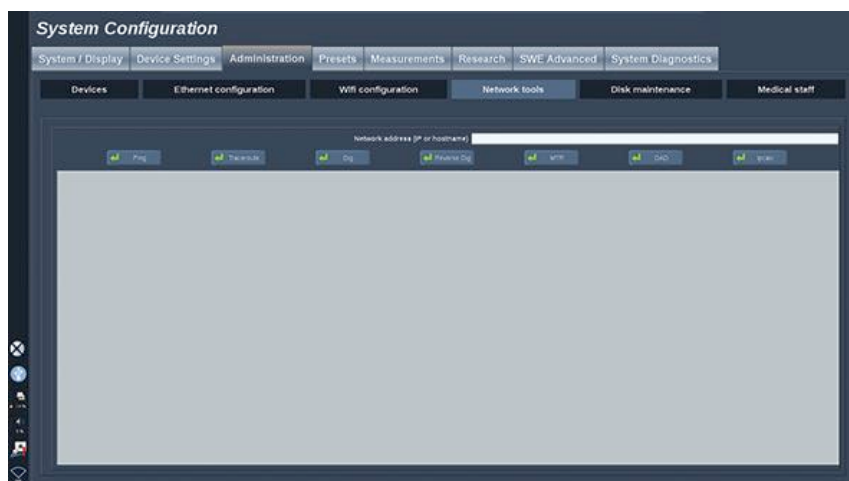 System Configuration
System / Display Device Settings Administration Presets Measurements Research SWE Advanced System Diagnostics
Devices Ethernet configuration Wifi configuration Network tools Disk maintenance Medical staff
Network address (IP or hostname)
Ping Traceroute Dig Reverse Dig MTR DAD